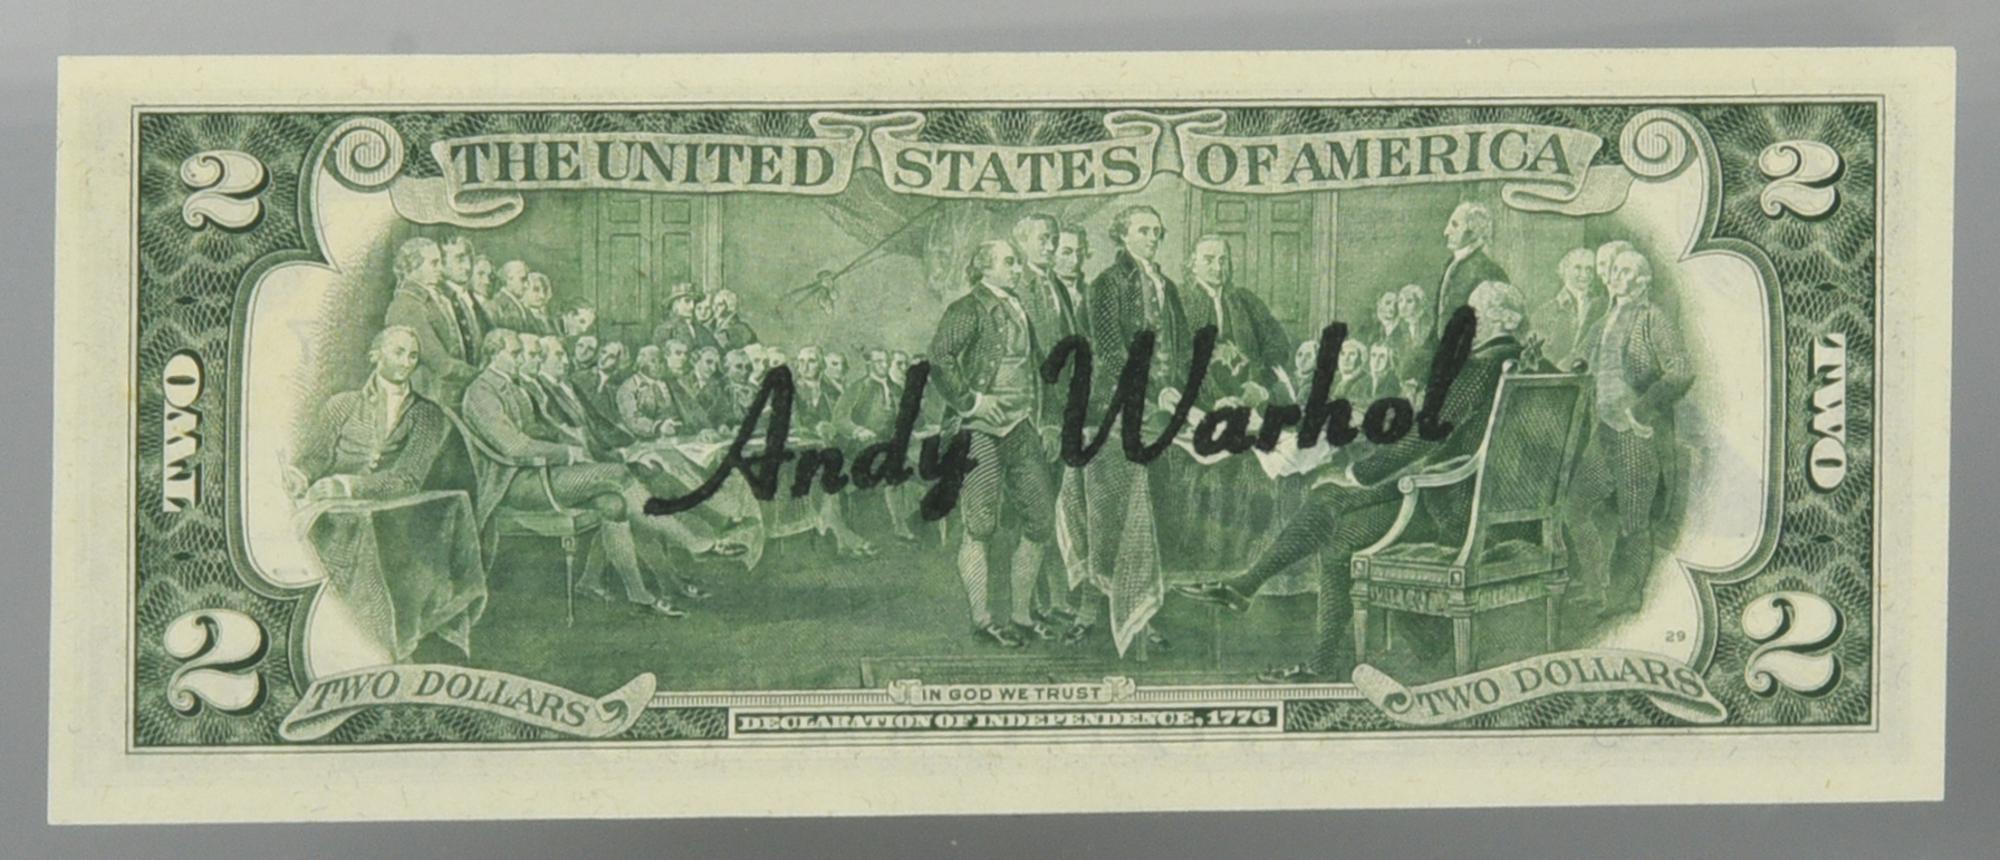 THE UNITED STATES OF AMERICA
2
2
TWO
TWO
Andy Warhol
29
2
2
TWO DOLLARS
IN GOD WE TRUST
TWO DOLLARS
DECLARATION OF INDEPENDENCE, 1776